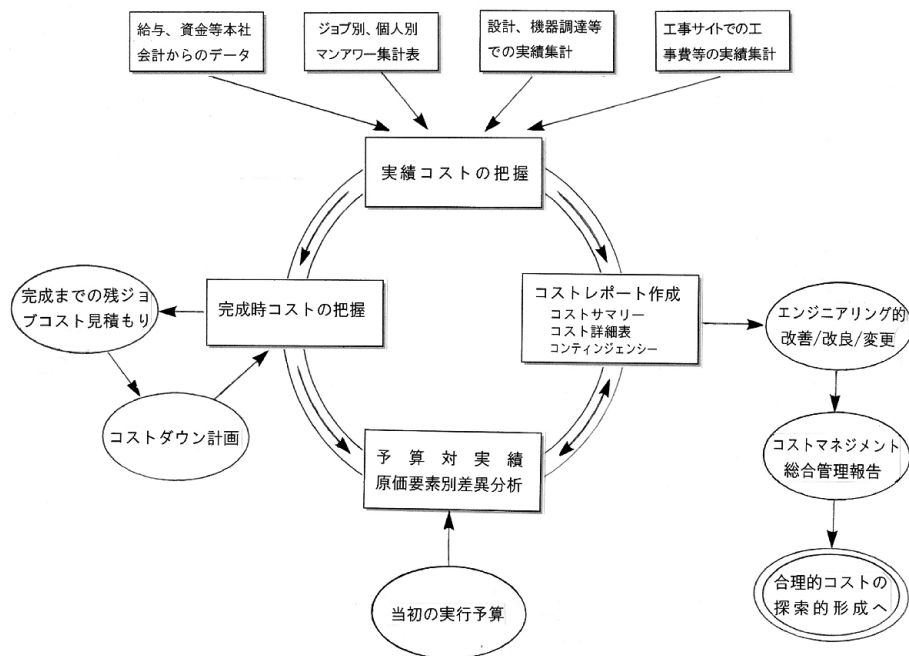 給与、資金等本社
会計からのデータ
ジョブ別、個人別
マンアワー集計表
設計、機器調達等
での実績集計
工事サイトでの工
事費等の実績集計
実績コストの把握
完成までの残ジョ
ブコスト見積もり
完成時コストの把握
コストダウン計画
コストレポート作成
コストサマリー
コスト詳細表
コンティンジェンシー
エンジニアリング的
改善/改良/変更
コストマネジメント
総合管理報告
合理的コストの
探索的形成へ
予算対実績
原価要素別差異分析
当初の実行予算